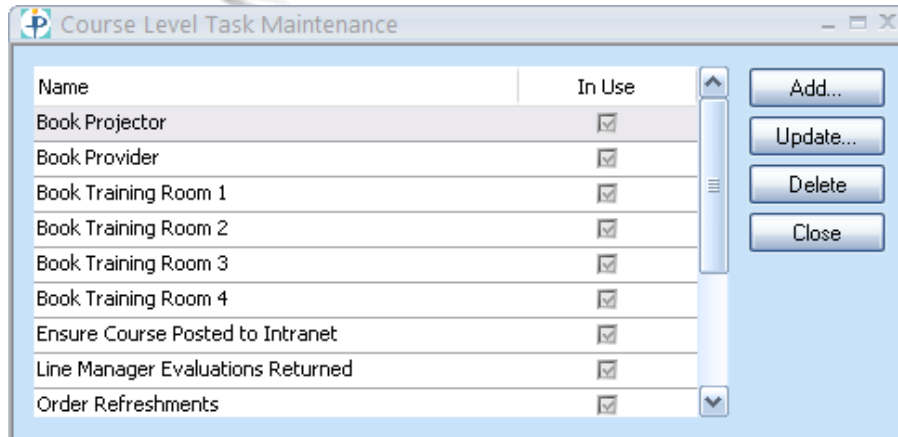 Course Level Task Maintenance
Name In Use
Add...
Book Projector
Update...
Book Provider
Book Training Room 1
Delete
Book Training Room 2
Close
Book Training Room 3
Book Training Room 4
Ensure Course Posted to Intranet
Line Manager Evaluations Returned
Order Refreshments